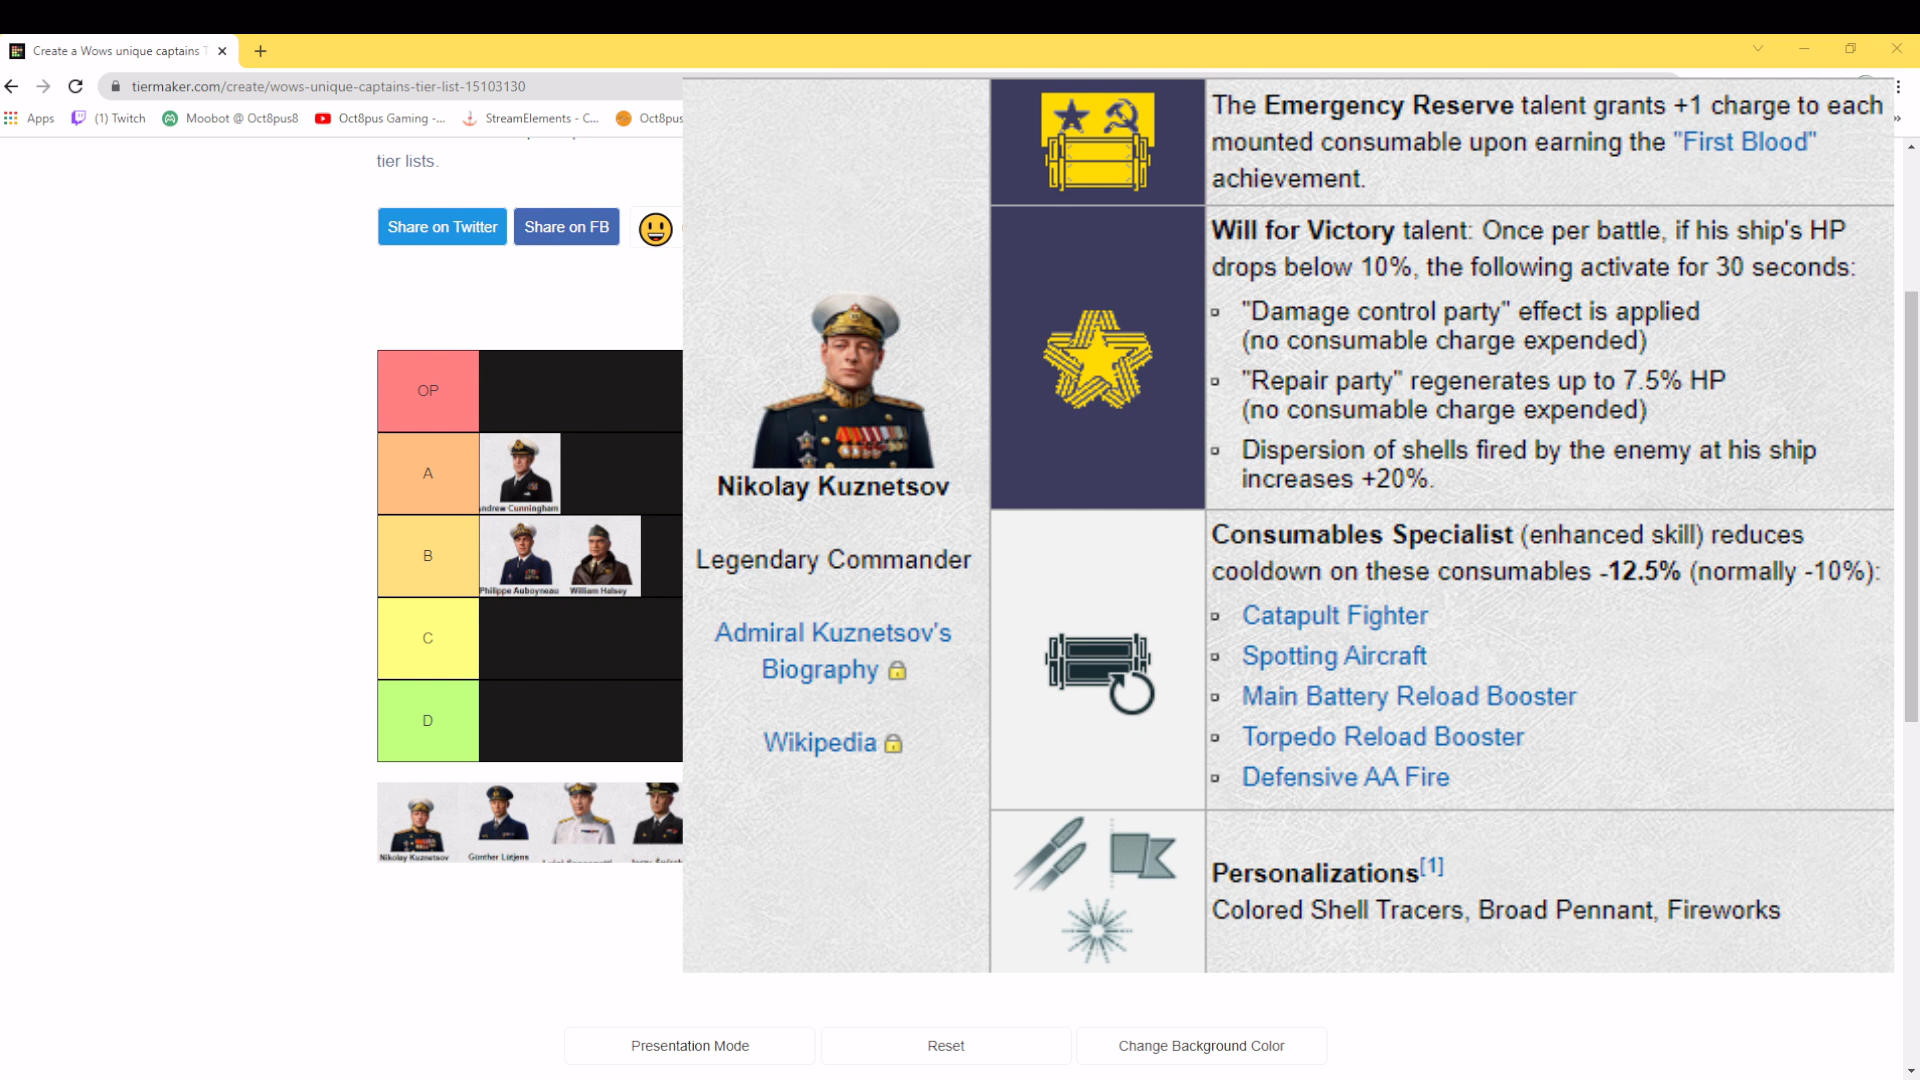 Create a Wows unique captains T
tiermaker.com/create/wows-unique-captains-tier-list-15103130
Apps
(1) Twitch
Moobot @ Oct8pus8
Oct8pus Gaming -...
StreamElements - C...
Oct8pus
tier lists.
Share on Twitter
Share on FB
OP
A
Andrew Cunningham
B
Philippe Auboyneau
William Halsey
C
D
Nikolay Kuznetsov
Günther Lütjens
Nikolay Kuznetsov
Legendary Commander
Admiral Kuznetsov's
Biography
Wikipedia
The Emergency Reserve talent grants +1 charge to each
mounted consumable upon earning the "First Blood"
achievement.
Will for Victory talent: Once per battle, if his ship's HP
drops below 10%, the following activate for 30 seconds:
"Damage control party" effect is applied
(no consumable charge expended)
"Repair party" regenerates up to 7.5% HP
(no consumable charge expended)
Dispersion of shells fired by the enemy at his ship
increases +20%.
Consumables Specialist (enhanced skill) reduces
cooldown on these consumables -12.5% (normally -10%):
Catapult Fighter
Spotting Aircraft
Main Battery Reload Booster
Torpedo Reload Booster
Defensive AA Fire
Personalizations[1]
Colored Shell Tracers, Broad Pennant, Fireworks
Presentation Mode
Reset
Change Background Color